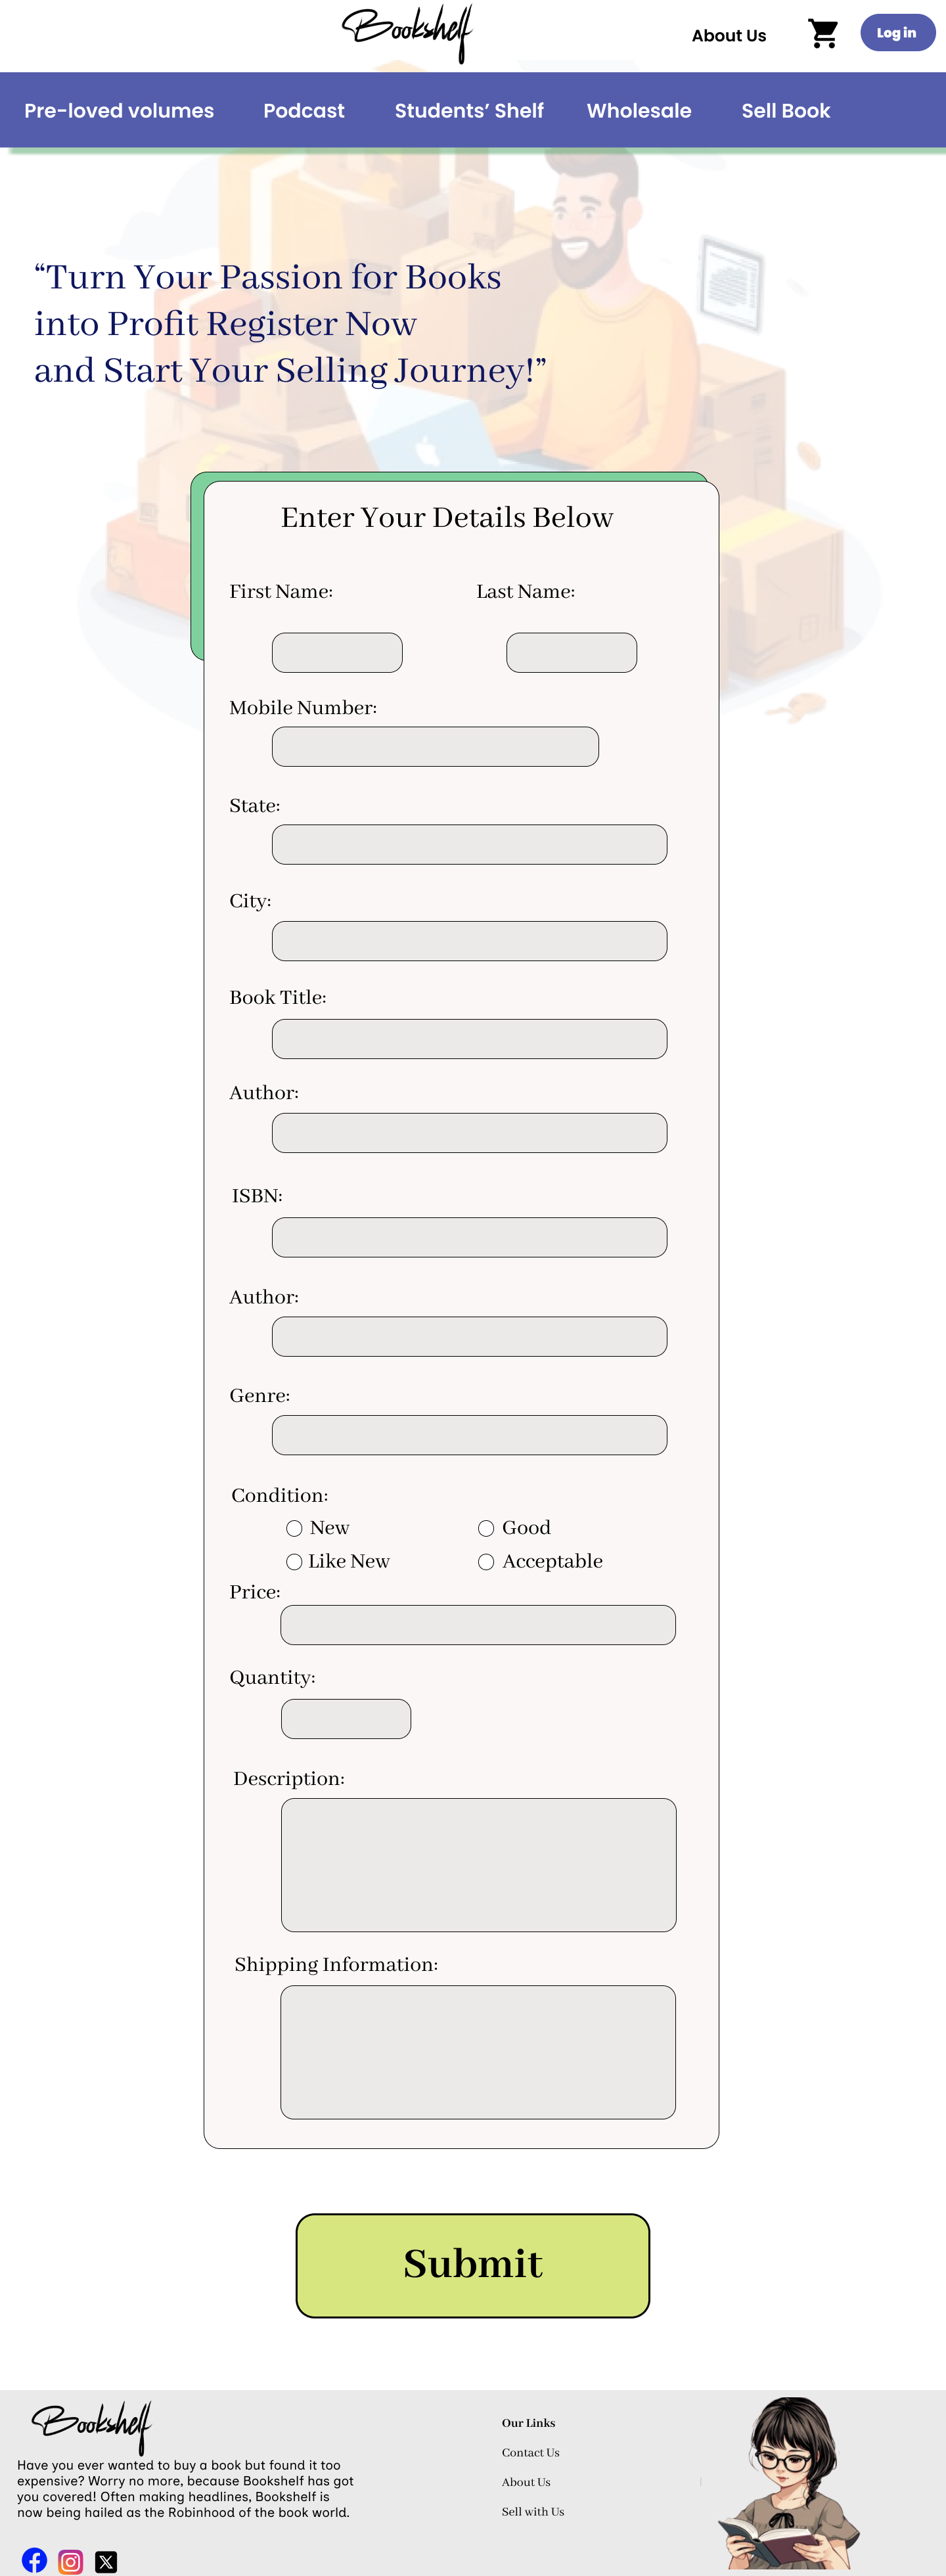 Bookshelf
About Us
Log in
Pre-loved volumes
Podcast
Students’ Shelf
Wholesale
Sell Book
“Turn Your Passion for Books
into Profit Register Now
and Start Your Selling Journey!”
Enter Your Details Below
First Name:
Last Name:
Mobile Number:
State:
City:
Book Title:
Author:
ISBN:
Author:
Genre:
Condition:
New
Good
Like New
Acceptable
Price:
Quantity:
Description:
Shipping Information:
Submit
Bookshelf
Have you ever wanted to buy a book but found it too
expensive? Worry no more, because Bookshelf has got
you covered! Often making headlines, Bookshelf is
now being hailed as the Robinhood of the book world.
Our Links
Contact Us
About Us
Sell with Us